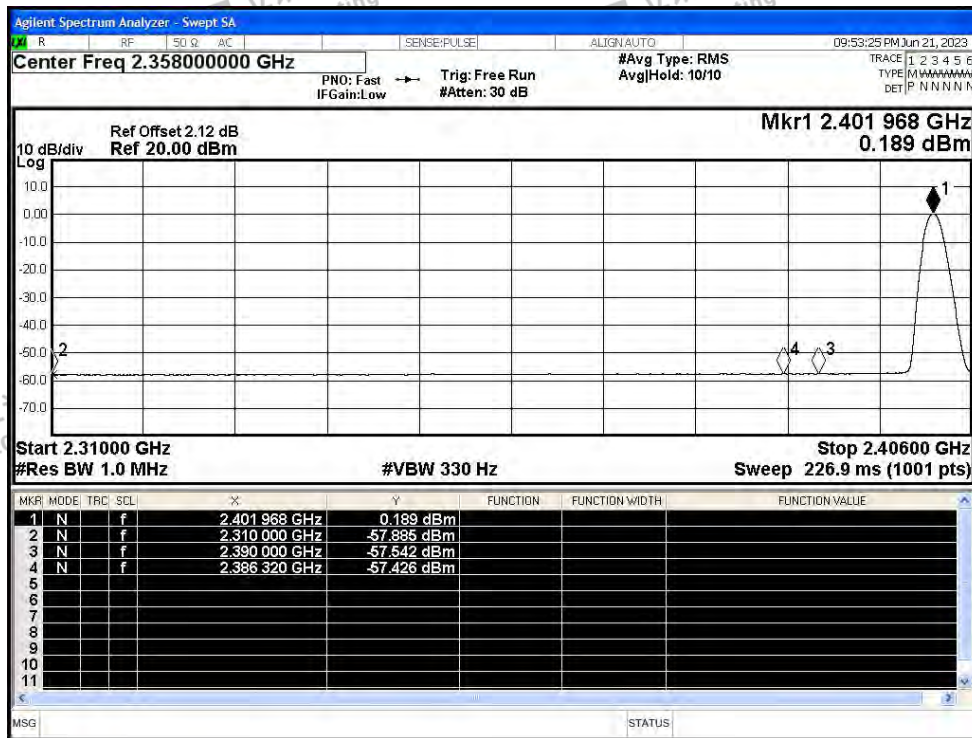 Agilent Spectrum Analyzer - Swept SA
LXI R RF 50 Ω AC SENSE:PULSE ALIGN AUTO 09:53:25 PM Jun 21, 2023
Center Freq 2.358000000 GHz #Avg Type: RMS TRACE 1 2 3 4 5 6
PNO: Fast Trig: Free Run Avg|Hold: 10/10 TYPE M WWWWW
IFGain:Low #Atten: 30 dB DET P N N N N N
Mkr1 2.401 968 GHz
0.189 dBm
Ref Offset 2.12 dB
10 dB/div Ref 20.00 dBm
Log
10.0
0.00
-10.0
-20.0
-30.0
-40.0
-50.0
-60.0
-70.0
1
2
4 3
Start 2.31000 GHz Stop 2.40600 GHz
#Res BW 1.0 MHz #VBW 330 Hz Sweep 226.9 ms (1001 pts)
MKR MODE TRC SCL X Y FUNCTION FUNCTION WIDTH FUNCTION VALUE
1 N f 2.401 968 GHz 0.189 dBm
2 N f 2.310 000 GHz -57.885 dBm
3 N f 2.390 000 GHz -57.542 dBm
4 N f 2.386 320 GHz -57.426 dBm
5
6
7
8
9
10
11
MSG STATUS